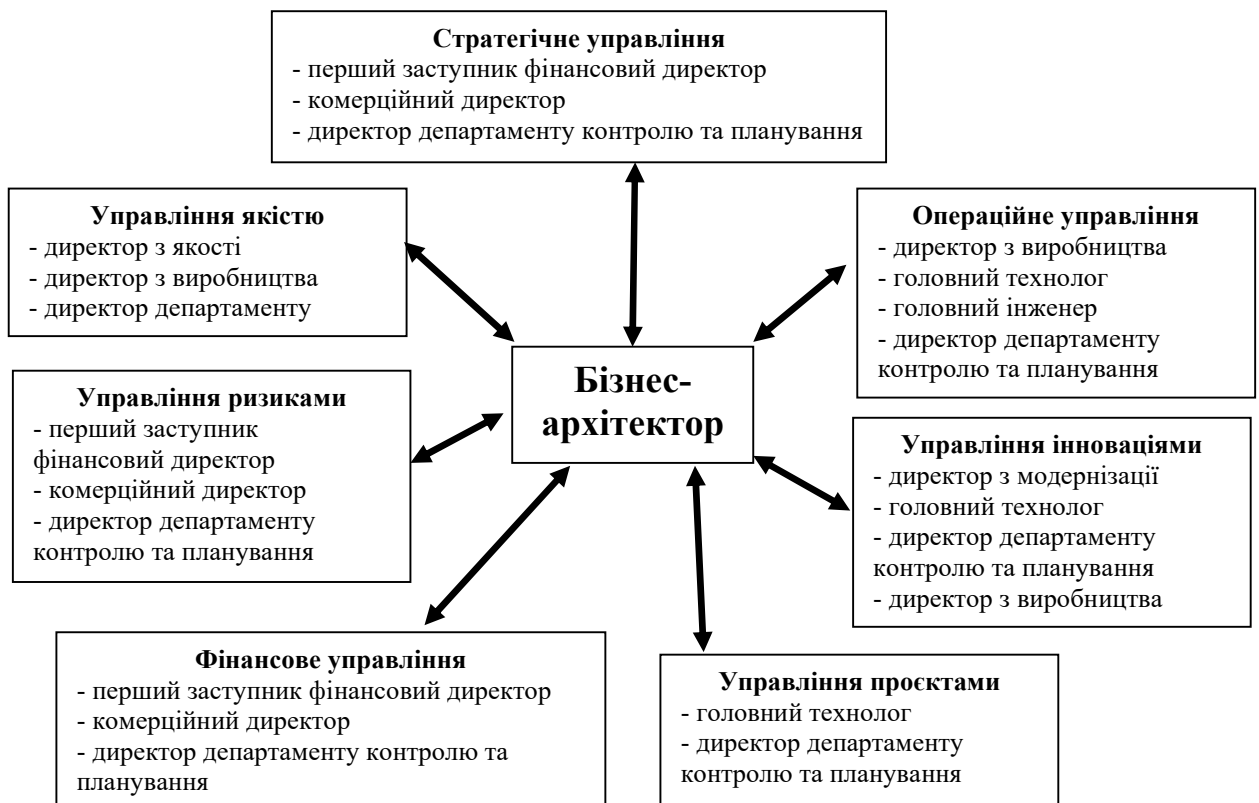 Стратегічне управління
- перший заступник фінансовий директор
- комерційний директор
- директор департаменту контролю та планування
Управління якістю
- директор з якості
- директор з виробництва
- директор департаменту
Операційне управління
- директор з виробництва
- головний технолог
- головний інженер
- директор департаменту
контролю та планування
Бізнес-
архітектор
Управління ризиками
- перший заступник
фінансовий директор
- комерційний директор
- директор департаменту
контролю та планування
Управління інноваціями
- директор з модернізації
- головний технолог
- директор департаменту
контролю та планування
- директор з виробництва
Фінансове управління
- перший заступник фінансовий директор
- комерційний директор
- директор департаменту контролю та
планування
Управління проєктами
- головний технолог
- директор департаменту
контролю та планування